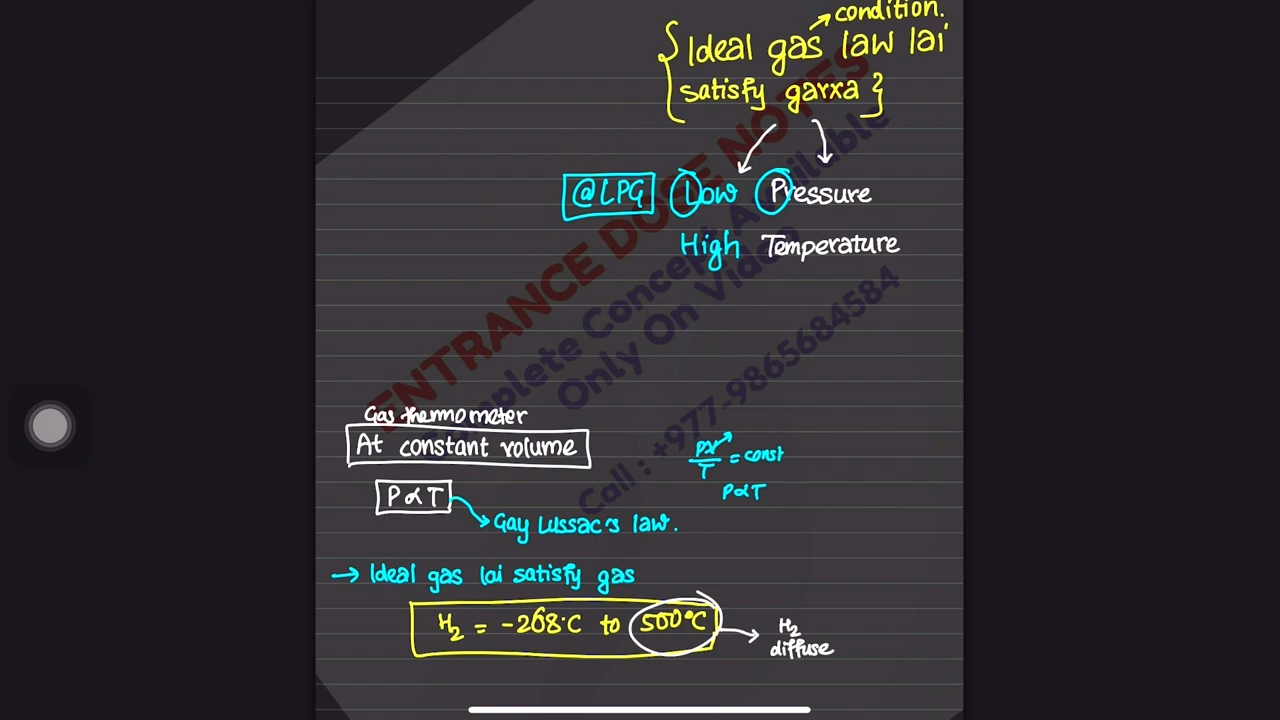 condition.
{Ideal gas law lai
satisfy garxa}
@LPG Low Pressure
High Temperature
ENTRANCE DOSE NOTES
Complete Concept Available
Only On Video
Call : +977-9865684584
Gas thermometer
At constant volume
PV/T = const
P∝T
P∝T
Gay Lussac's law.
→ Ideal gas lai satisfy gas
H₂ = -268°C to 500°C
H₂
diffuse